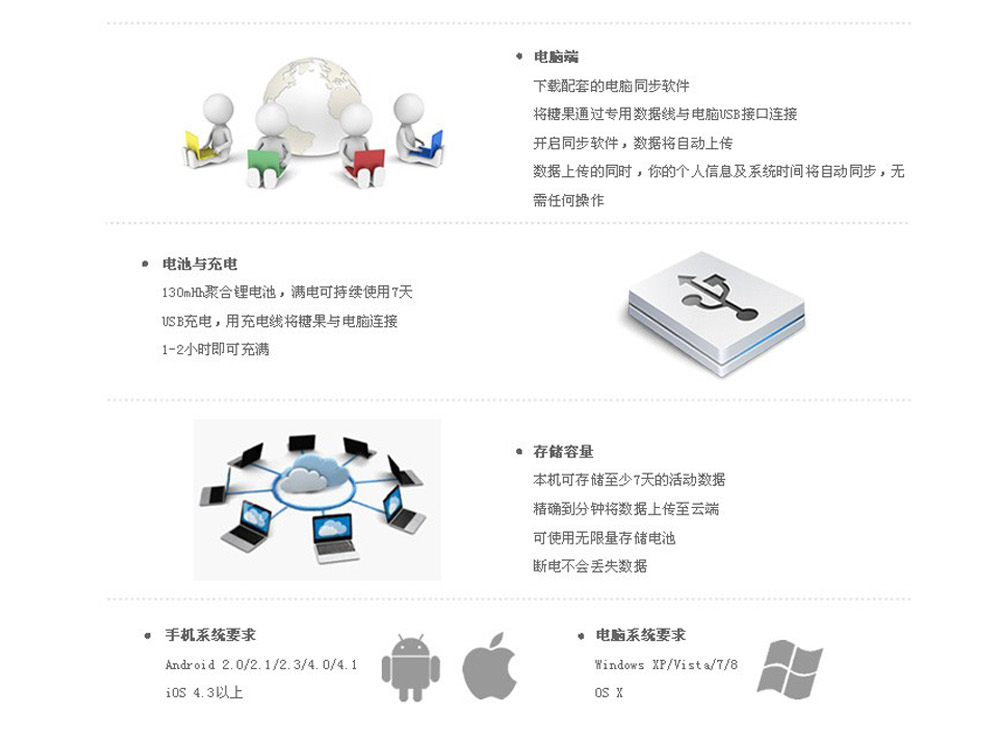 电脑端
下载配套的电脑同步软件
将糖果通过专用数据线与电脑USB接口连接
开启同步软件，数据将自动上传
数据上传的同时，你的个人信息及系统时间将自动同步，无
需任何操作
电池与充电
130mHh聚合锂电池，满电可持续使用7天
USB充电，用充电线将糖果与电脑连接
1-2小时即可充满
存储容量
本机可存储至少7天的活动数据
精确到分钟将数据上传至云端
可使用无限量存储电池
断电不会丢失数据
手机系统要求
Android 2.0/2.1/2.3/4.0/4.1
iOS 4.3以上
电脑系统要求
Windows XP/Vista/7/8
OS X